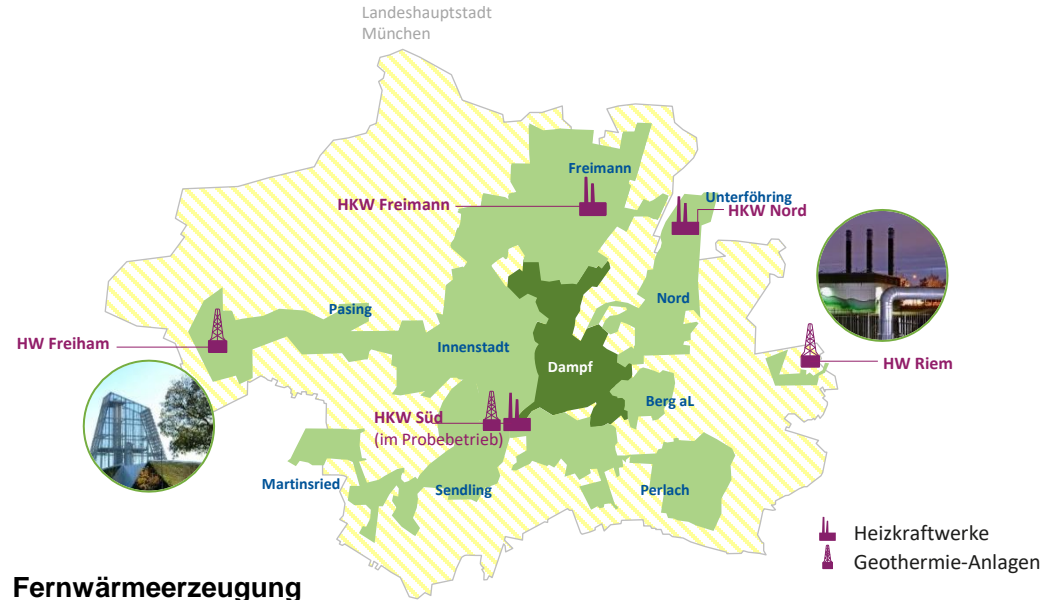 Landeshauptstadt
München
Freimann
Unterföhring
HKW Freimann
HKW Nord
Pasing
Nord
HW Freiham
Innenstadt
HW Riem
Dampf
Berg aL
HKW Süd
(im Probebetrieb)
Martinsried
Sendling
Perlach
Heizkraftwerke
Geothermie-Anlagen
Fernwärmeerzeugung